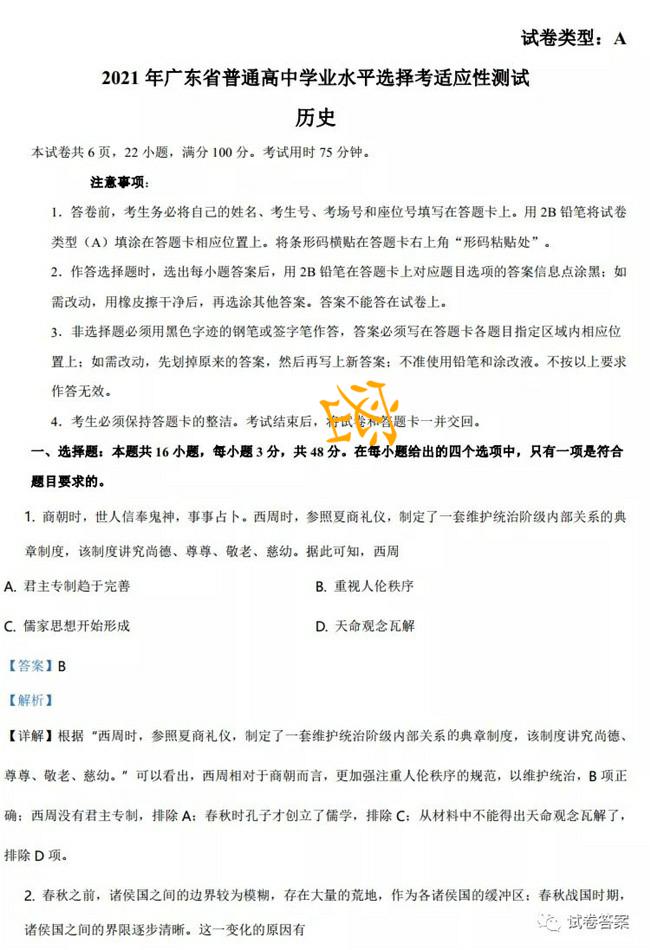 试卷类型：A
2021 年广东省普通高中学业水平选择考适应性测试
历史
本试卷共 6 页，22 小题，满分 100 分。考试用时 75 分钟。
注意事项：
1．答卷前，考生务必将自己的姓名、考生号、考场号和座位号填写在答题卡上。用 2B 铅笔将试卷
类型（A）填涂在答题卡相应位置上。将条形码横贴在答题卡右上角“形码粘贴处”。
2．作答选择题时，选出每小题答案后，用 2B 铅笔在答题卡上对应题目选项的答案信息点涂黑；如
需改动，用橡皮擦干净后，再选涂其他答案。答案不能答在试卷上。
3．非选择题必须用黑色字迹的钢笔或签字笔作答，答案必须写在答题卡各题目指定区域内相应位
置上；如需改动，先划掉原来的答案，然后再写上新答案；不准使用铅笔和涂改液。不按以上要求
作答无效。
4．考生必须保持答题卡的整洁。考试结束后，将试卷和答题卡一并交回。
一、选择题：本题共 16 小题，每小题 3 分，共 48 分。在每小题给出的四个选项中，只有一项是符合
题目要求的。
1. 商朝时，世人信奉鬼神，事事占卜。西周时，参照夏商礼仪，制定了一套维护统治阶级内部关系的典
章制度，该制度讲究尚德、尊尊、敬老、慈幼。据此可知，西周
A. 君主专制趋于完善 B. 重视人伦秩序
C. 儒家思想开始形成 D. 天命观念瓦解
【答案】B
【解析】
【详解】根据“西周时，参照夏商礼仪，制定了一套维护统治阶级内部关系的典章制度，该制度讲究尚德、
尊尊、敬老、慈幼。”可以看出，西周相对于商朝而言，更加强注重人伦秩序的规范，以维护统治，B 项正
确；西周没有君主专制，排除 A；春秋时孔子才创立了儒学，排除 C；从材料中不能得出天命观念瓦解了，
排除 D 项。
2. 春秋之前，诸侯国之间的边界较为模糊，存在大量的荒地，作为各诸侯国的缓冲区；春秋战国时期，
诸侯国之间的界限逐步清晰。这一变化的原因有
试卷答案